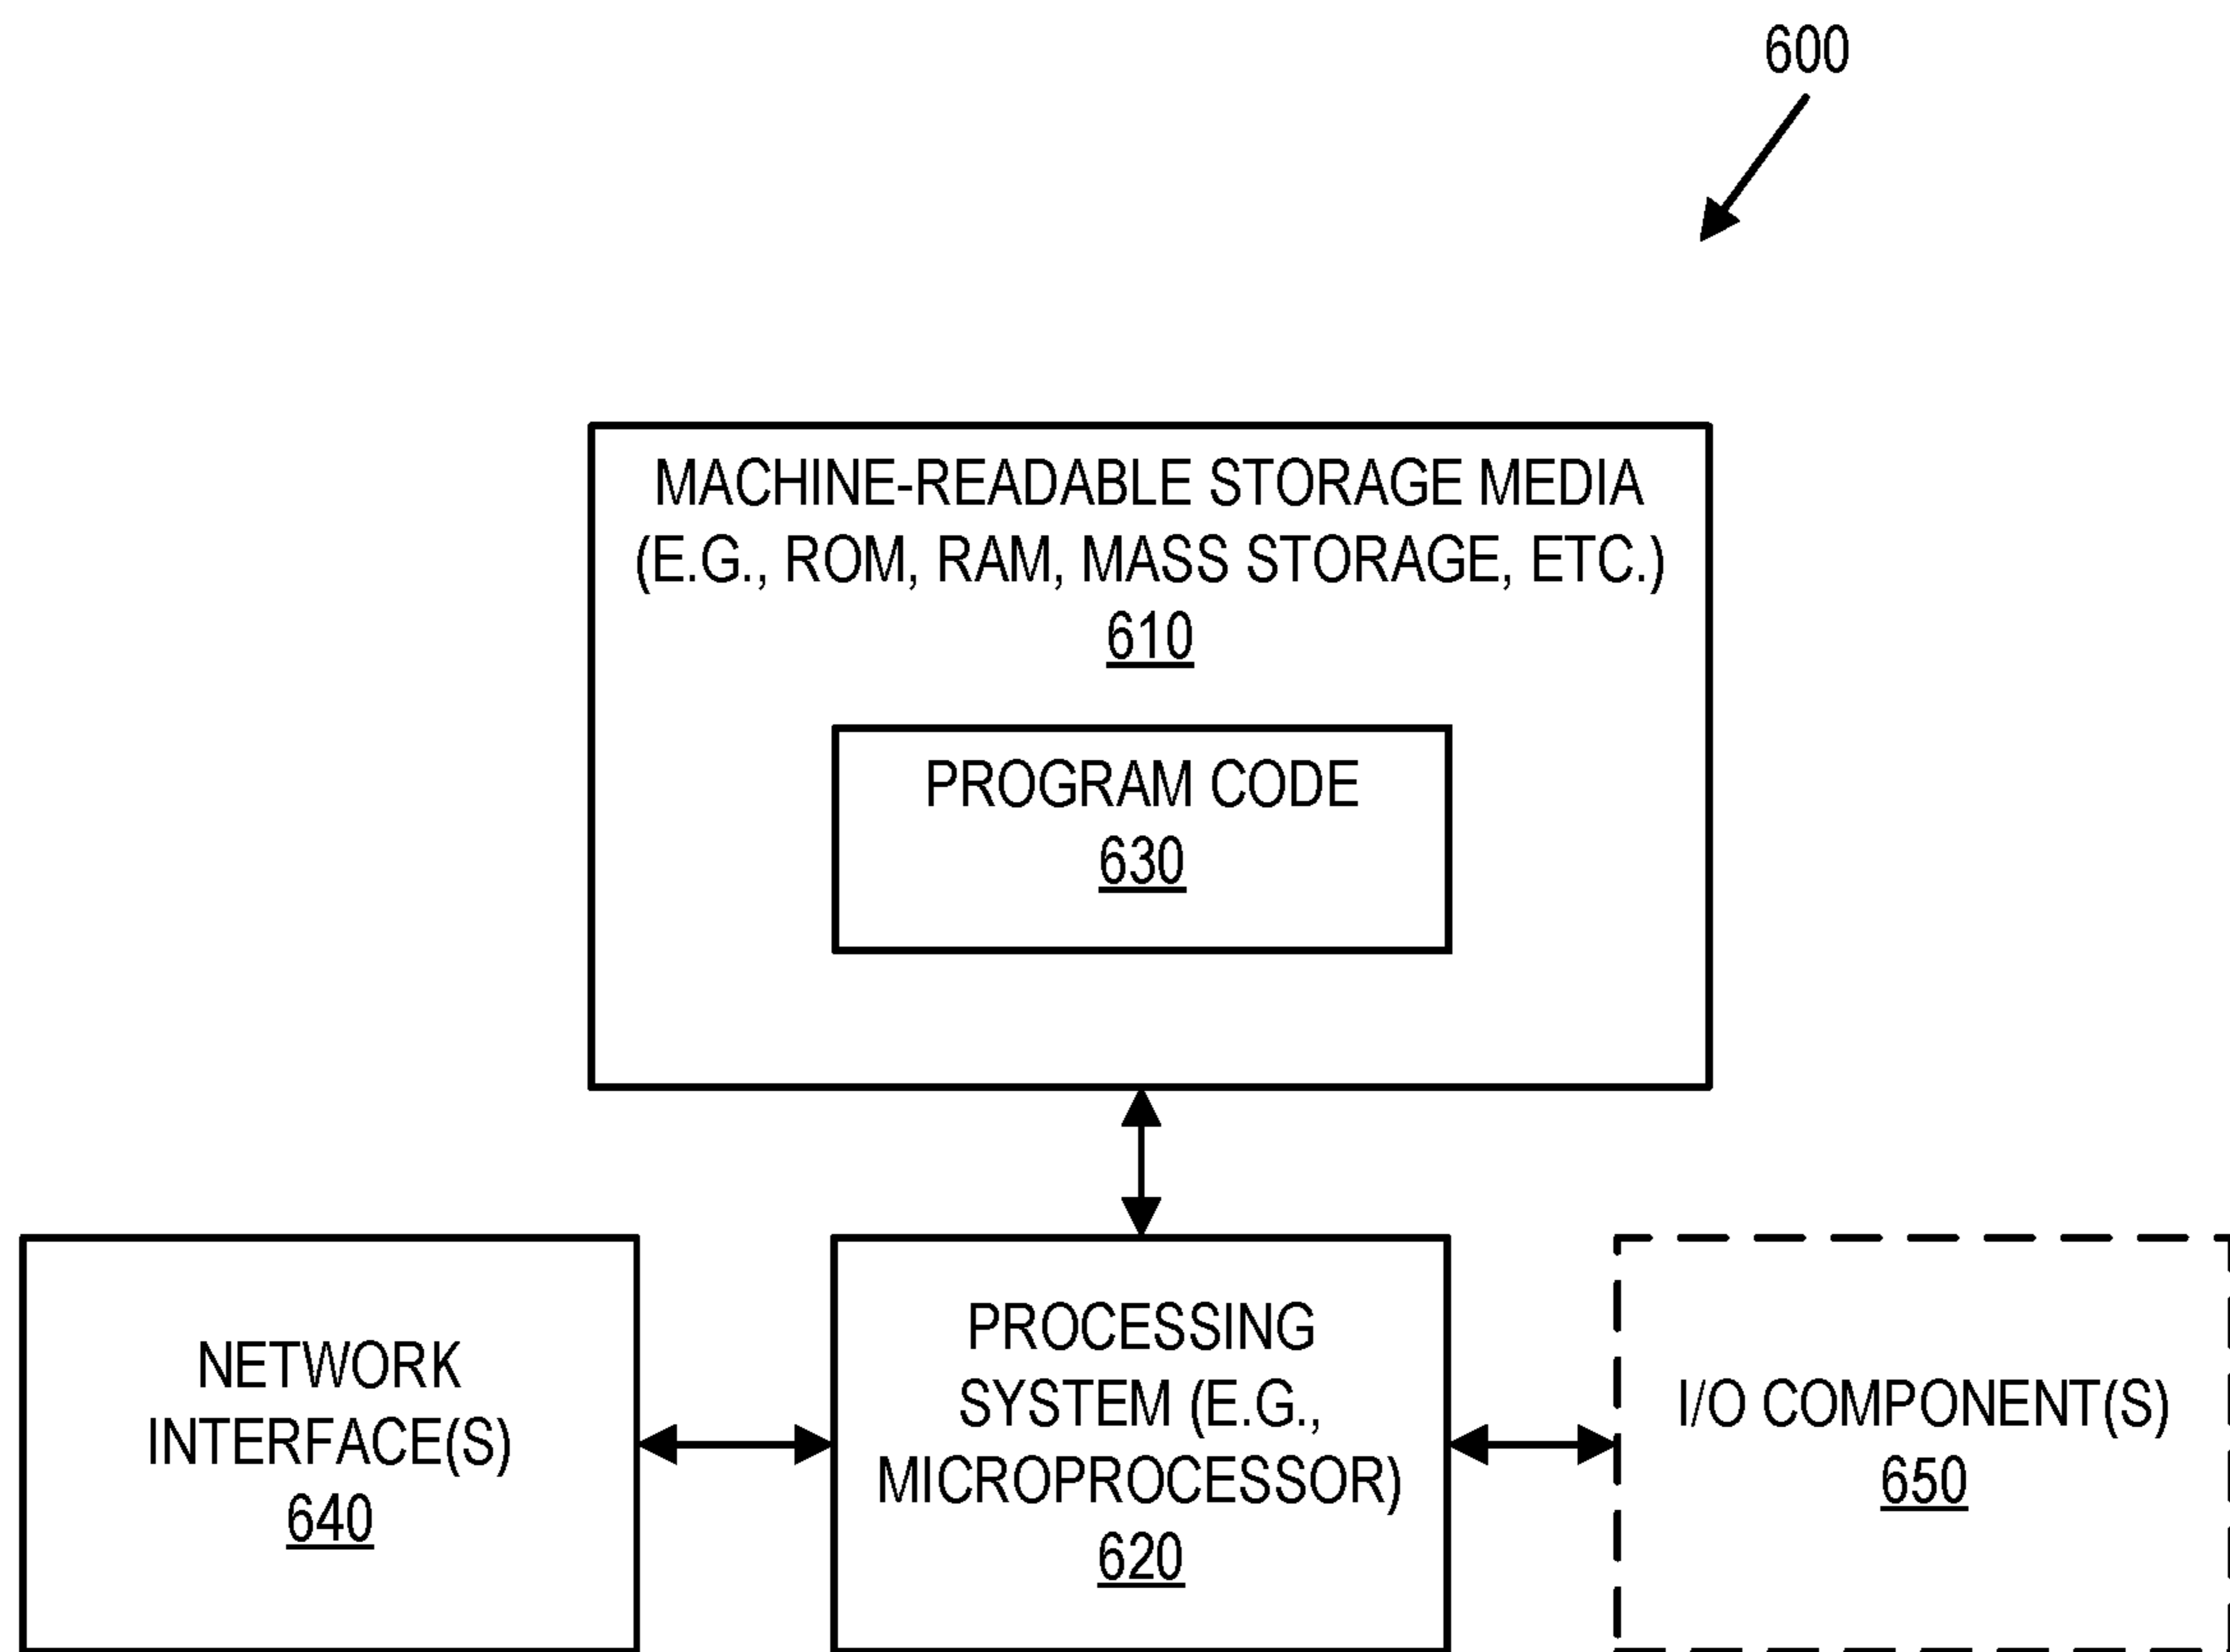 600
MACHINE-READABLE STORAGE MEDIA
(E.G., ROM, RAM, MASS STORAGE, ETC.)
610
PROGRAM CODE
630
NETWORK
INTERFACE(S)
640
PROCESSING
SYSTEM (E.G.,
MICROPROCESSOR)
620
I/O COMPONENT(S)
650